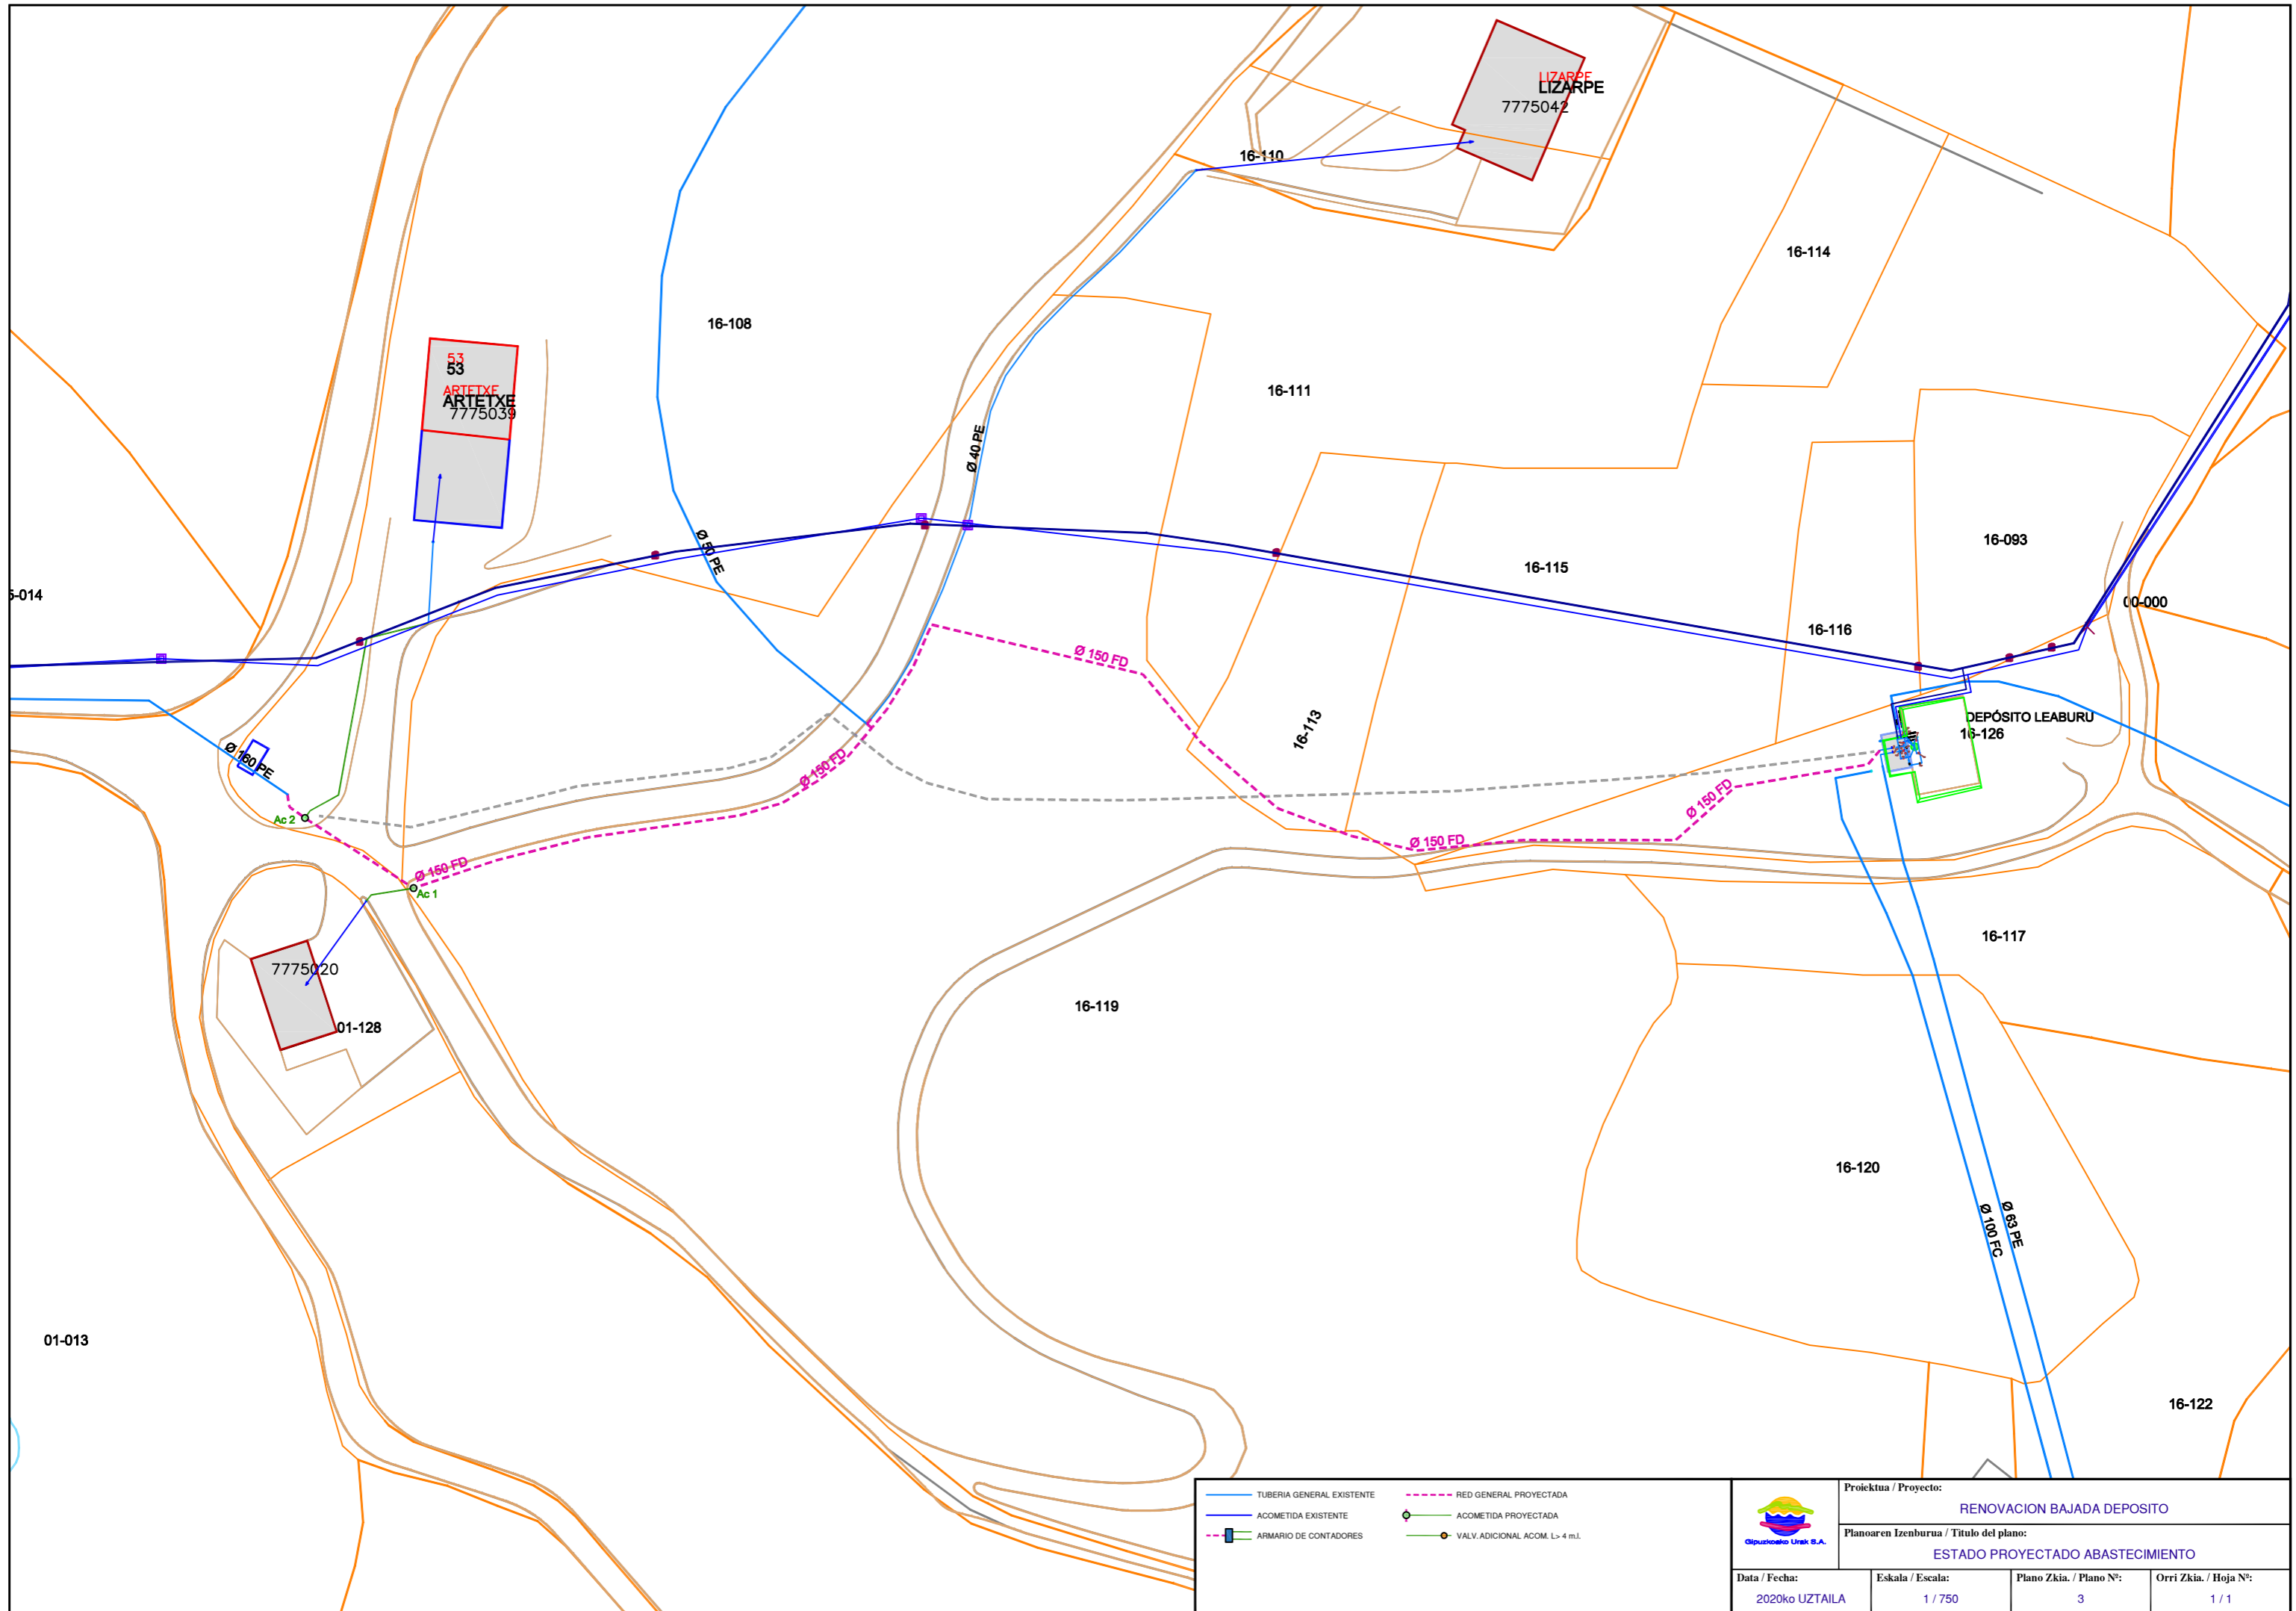 LIZARPE
LIZARPE
7775042
16-110
16-114
16-108
53
53
ARTETXE
ARTETXE
7775039
16-111
Ø 40 PE
Ø 50 PE
16-093
16-115
5-014
00-000
16-116
Ø 150 FD
16-113
DEPÓSITO LEABURU
16-126
Ø 160 PE
Ø 150 FD
Ø 150 FD
Ac 2
Ø 150 FD
Ø 150 FD
Ac 1
16-117
7775020
01-128
16-119
16-120
Ø 100 FC
Ø 63 PE
01-013
16-122
TUBERIA GENERAL EXISTENTE
RED GENERAL PROYECTADA
ACOMETIDA EXISTENTE
ACOMETIDA PROYECTADA
ARMARIO DE CONTADORES
VALV. ADICIONAL ACOM. L> 4 m.l.
Gipuzkoako Urak S.A.
Proiektua / Proyecto:
RENOVACION BAJADA DEPOSITO
Planoaren Izenburua / Título del plano:
ESTADO PROYECTADO ABASTECIMIENTO
Data / Fecha:
2020ko UZTAILA
Eskala / Escala:
1 / 750
Plano Zkia. / Plano Nº:
3
Orri Zkia. / Hoja Nº:
1 / 1